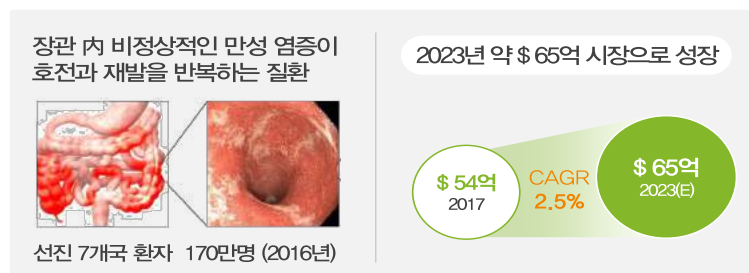 장관 內 비정상적인 만성 염증이
호전과 재발을 반복하는 질환
선진 7개국 환자 170만명 (2016년)
2023년 약 $ 65억 시장으로 성장
$ 54억
2017
CAGR
2.5%
$ 65억
2023(E)